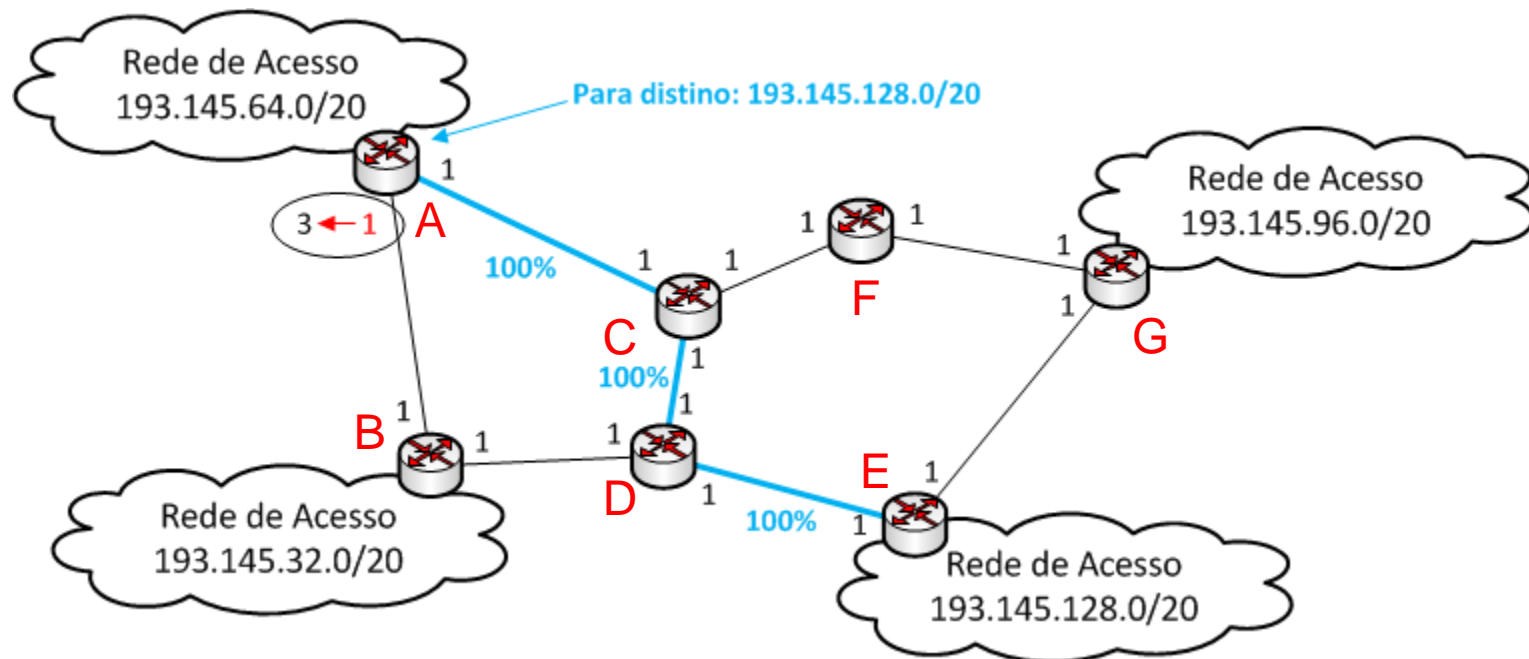 Rede de Acesso
193.145.64.0/20
Para distino: 193.145.128.0/20
1
A
3 1
100%
Rede de Acesso
193.145.96.0/20
1
1
F
1
1
C
1
1
1
G
100%
1
1
B
1
1
1
D
1
100%
E
1
1
Rede de Acesso
193.145.32.0/20
Rede de Acesso
193.145.128.0/20